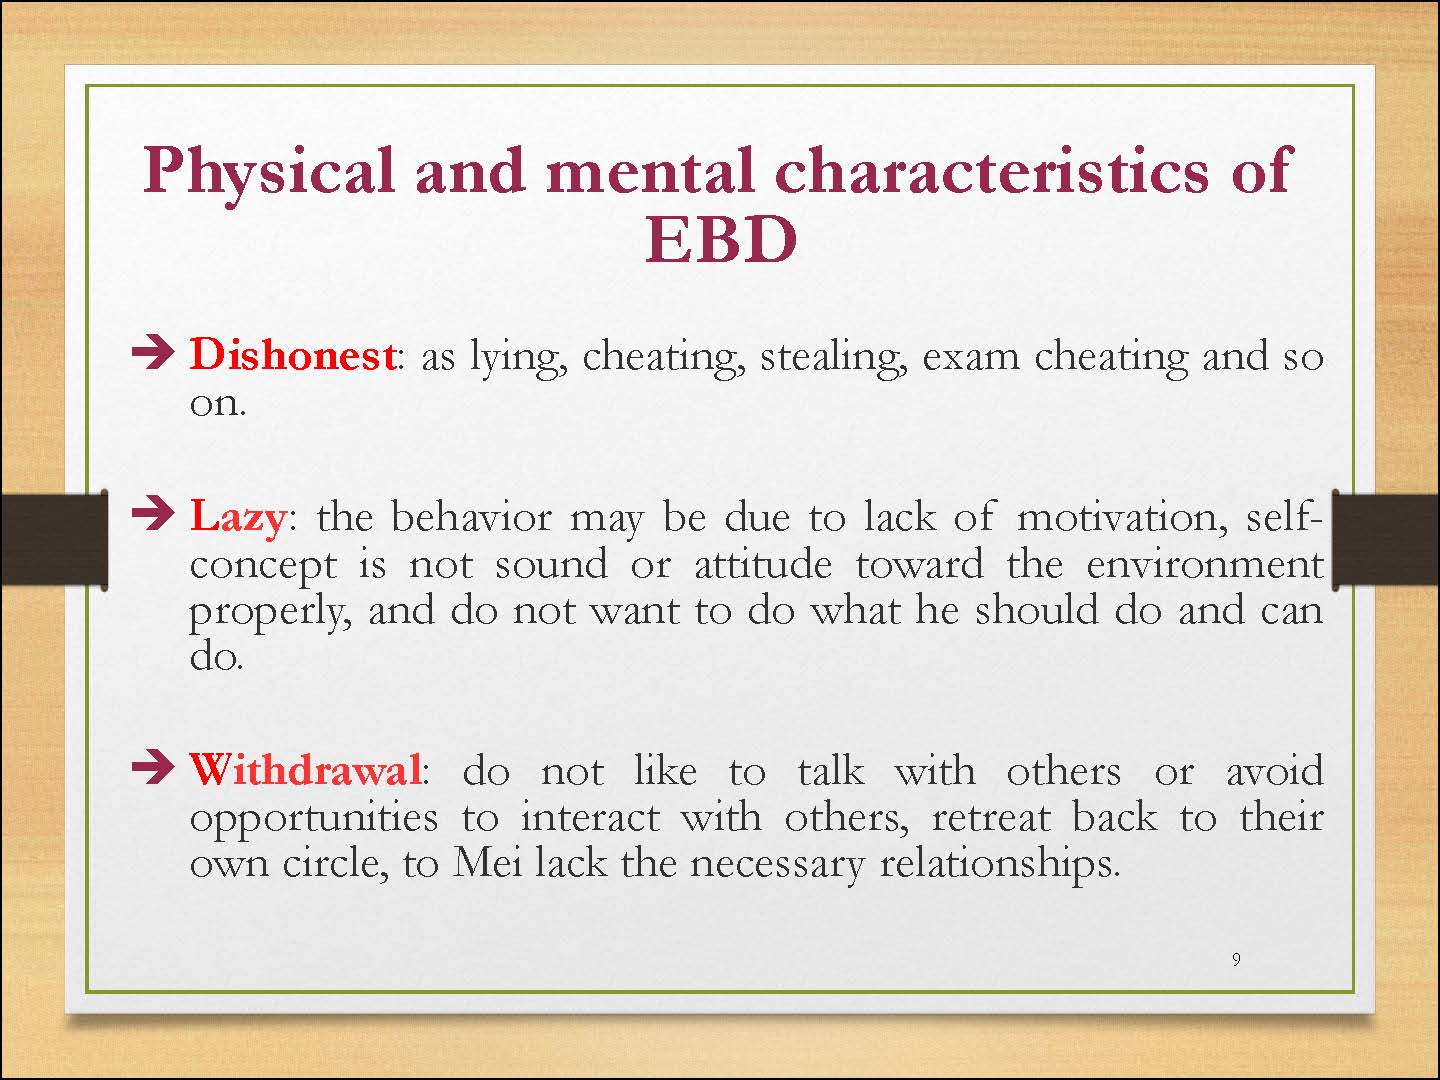 Physical and mental characteristics of
EBD
Dishonest: as lying, cheating, stealing, exam cheating and so
on.
Lazy: the behavior may be due to lack of motivation, self-
concept is not sound or attitude toward the environment
properly, and do not want to do what he should do and can
do.
Withdrawal: do not like to talk with others or avoid
opportunities to interact with others, retreat back to their
own circle, to Mei lack the necessary relationships.
9